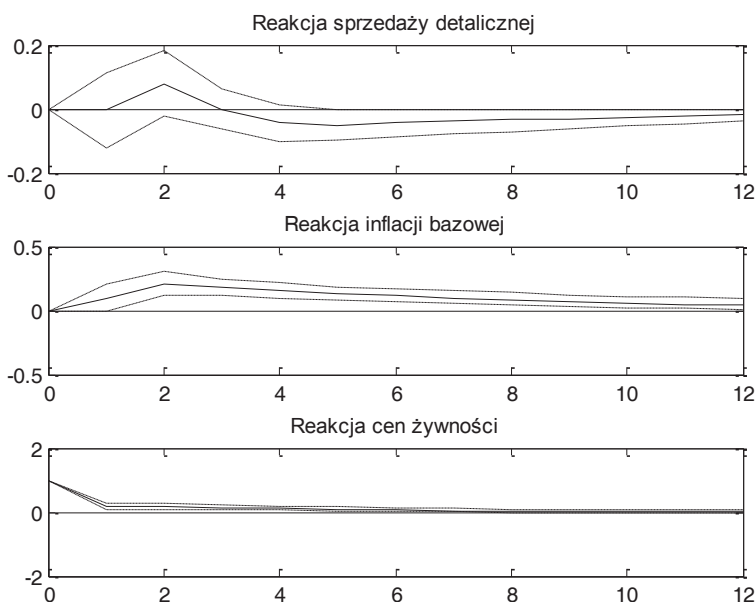 Reakcja sprzedaży detalicznej
0.2
0
-0.2
0 2 4 6 8 10 12
Reakcja inflacji bazowej
0.5
0
-0.5
0 2 4 6 8 10 12
Reakcja cen żywności
2
0
-2
0 2 4 6 8 10 12